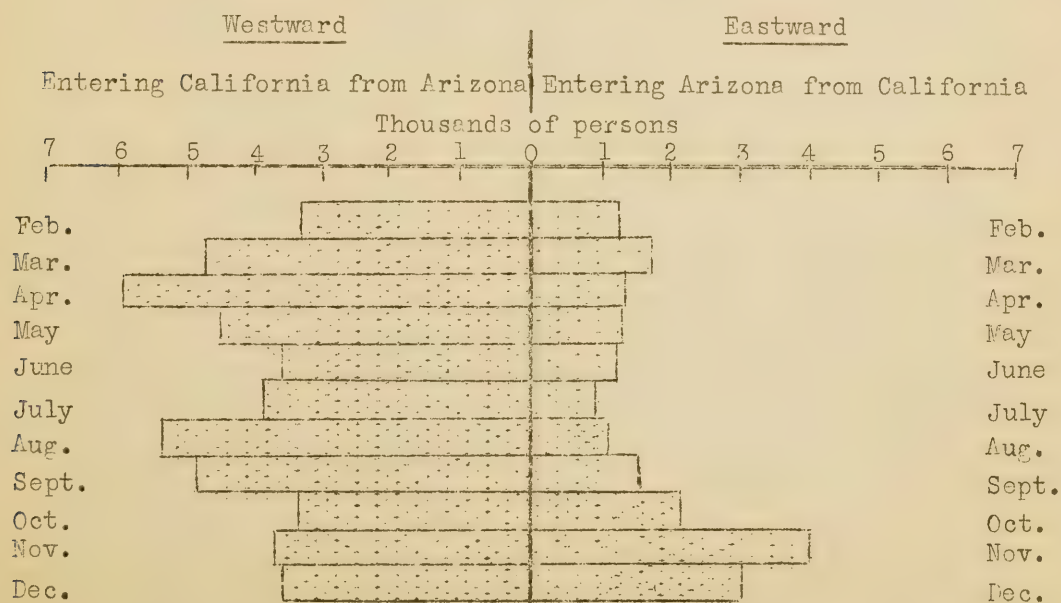 Westward Eastward
Entering California from Arizona Entering Arizona from California
Thousands of persons
7 6 5 4 3 2 1 0 1 2 3 4 5 6 7
Feb. Feb.
Mar. Mar.
Apr. Apr.
May May
June June
July July
Aug. Aug.
Sept. Sept.
Oct. Oct.
Nov. Nov.
Dec. Dec.